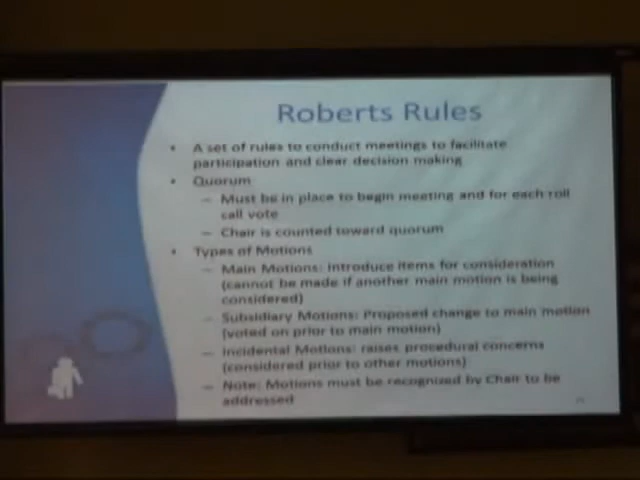 Roberts Rules
• A set of rules to conduct meetings to facilitate
participation and clear decision making
• Quorum
– Must be in place to begin meeting and for each roll
call vote
– Chair is counted toward quorum
• Types of Motions
– Main Motions: Introduce items for consideration
(cannot be made if another main motion is being
considered)
– Subsidiary Motions: Proposed change to main motion
(voted on prior to main motion)
– Incidental Motions: raises procedural concerns
(considered prior to other motions)
– Note: Motions must be recognized by Chair to be
addressed